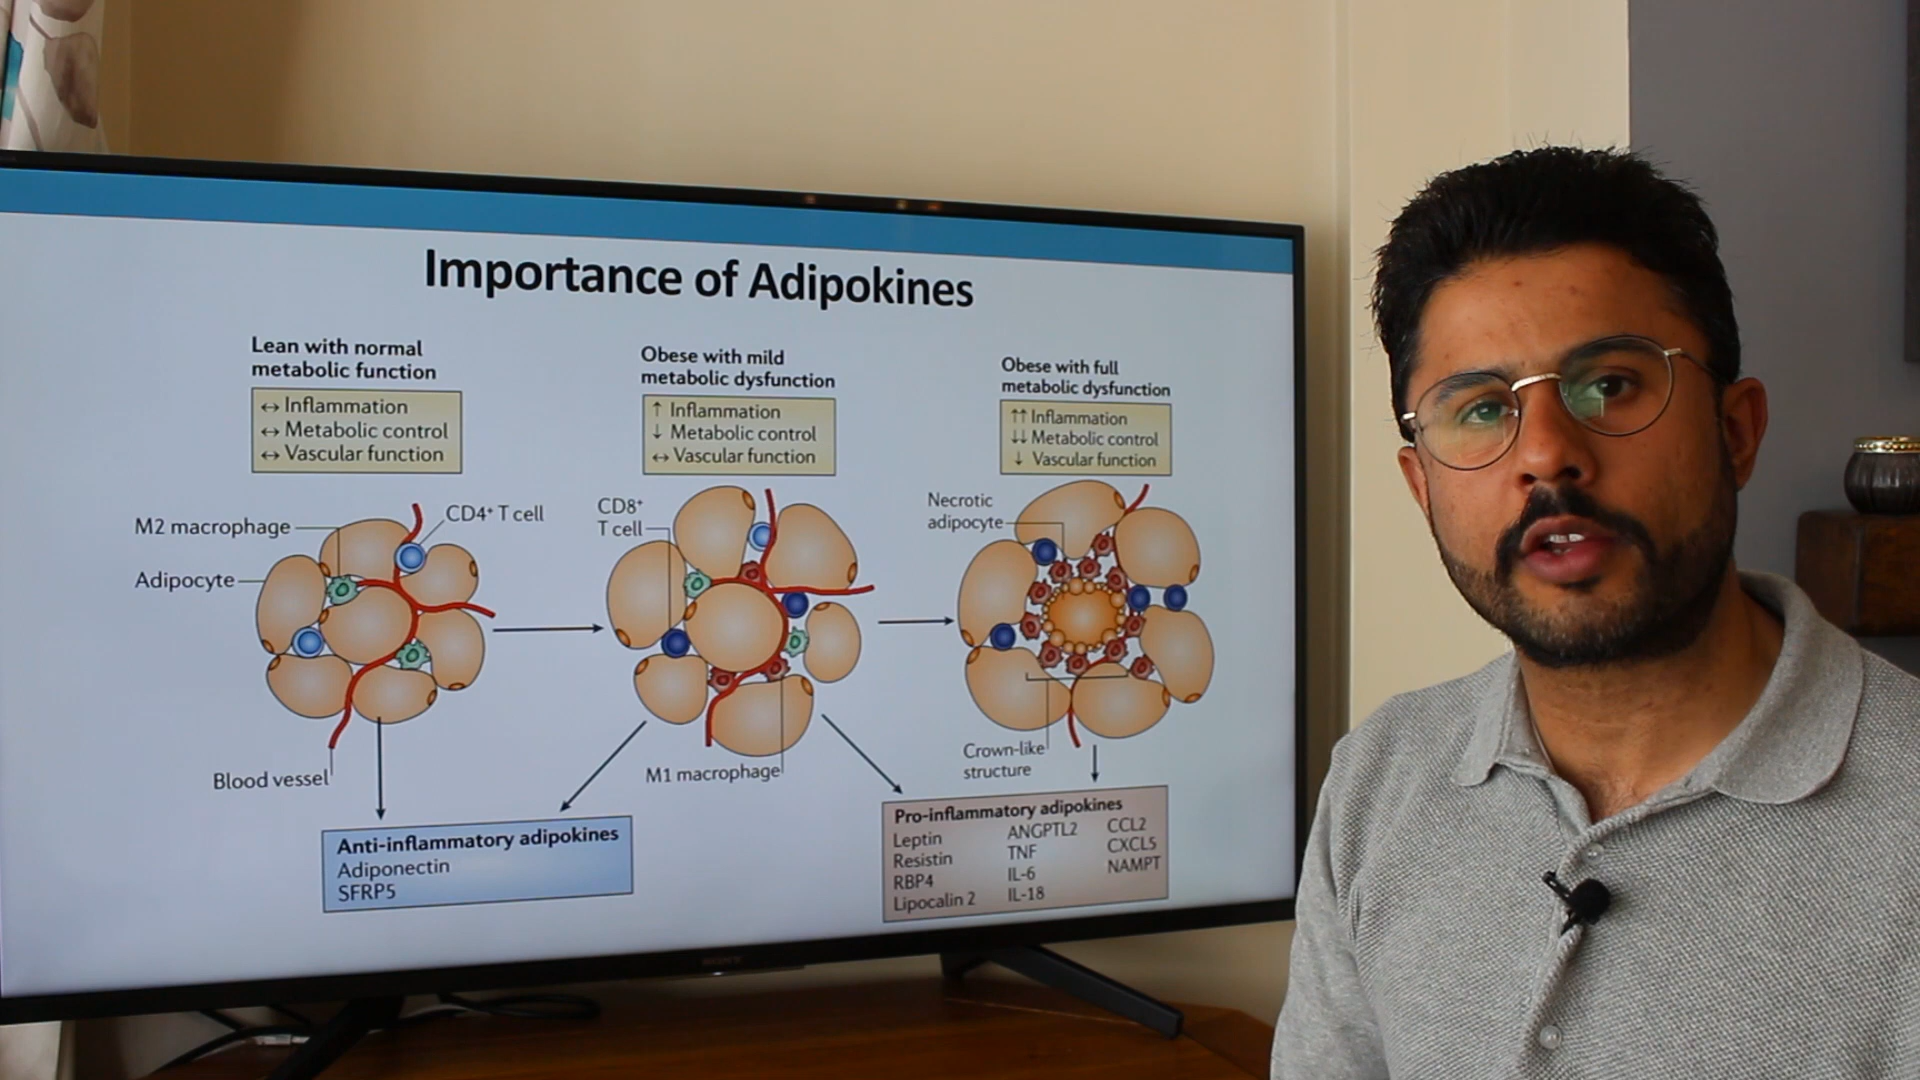 Importance of Adipokines
Lean with normal
metabolic function
↔ Inflammation
↔ Metabolic control
↔ Vascular function
Obese with mild
metabolic dysfunction
↑ Inflammation
↓ Metabolic control
↔ Vascular function
Obese with full
metabolic dysfunction
↑↑ Inflammation
↓↓ Metabolic control
↓ Vascular function
M2 macrophage
CD4⁺ T cell
Adipocyte
Blood vessel
CD8⁺
T cell
M1 macrophage
Necrotic
adipocyte
Crown-like
structure
Anti-inflammatory adipokines
Adiponectin
SFRP5
Pro-inflammatory adipokines
Leptin
Resistin
RBP4
Lipocalin 2
ANGPTL2
TNF
IL-6
IL-18
CCL2
CXCL5
NAMPT
SONY